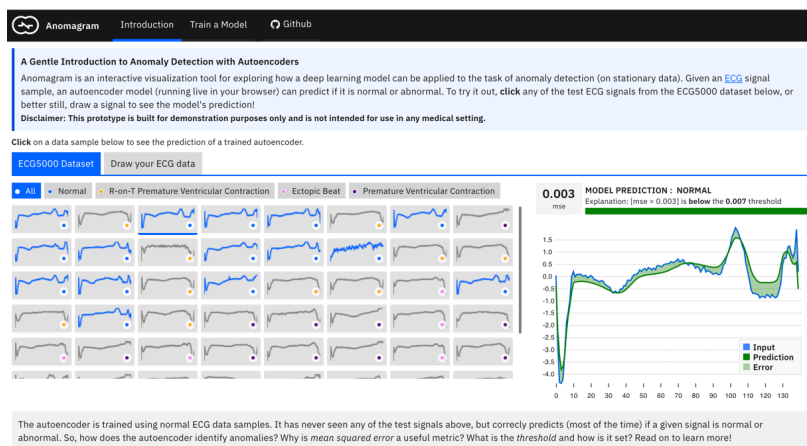 Anomagram Introduction Train a Model Github
A Gentle Introduction to Anomaly Detection with Autoencoders
Anomagram is an interactive visualization tool for exploring how a deep learning model can be applied to the task of anomaly detection (on stationary data). Given an ECG signal
sample, an autoencoder model (running live in your browser) can predict if it is normal or abnormal. To try it out, click any of the test ECG signals from the ECG5000 dataset below, or
better still, draw a signal to see the model's prediction!
Disclaimer: This prototype is built for demonstration purposes only and is not intended for use in any medical setting.
Click on a data sample below to see the prediction of a trained autoencoder.
ECG5000 Dataset Draw your ECG data
All Normal R-on-T Premature Ventricular Contraction Ectopic Beat Premature Ventricular Contraction
0.003
mse
MODEL PREDICTION : NORMAL
Explanation: [mse = 0.003] is below the 0.007 threshold
1.5
1.0
0.5
0.0
-0.5
-1.0
-1.5
-2.0
-2.5
-3.0
-3.5
-4.0
Input
Prediction
Error
0 10 20 30 40 50 60 70 80 90 100 110 120 130
The autoencoder is trained using normal ECG data samples. It has never seen any of the test signals above, but correcly predicts (most of the time) if a given signal is normal or
abnormal. So, how does the autoencoder identify anomalies? Why is mean squared error a useful metric? What is the threshold and how is it set? Read on to learn more!